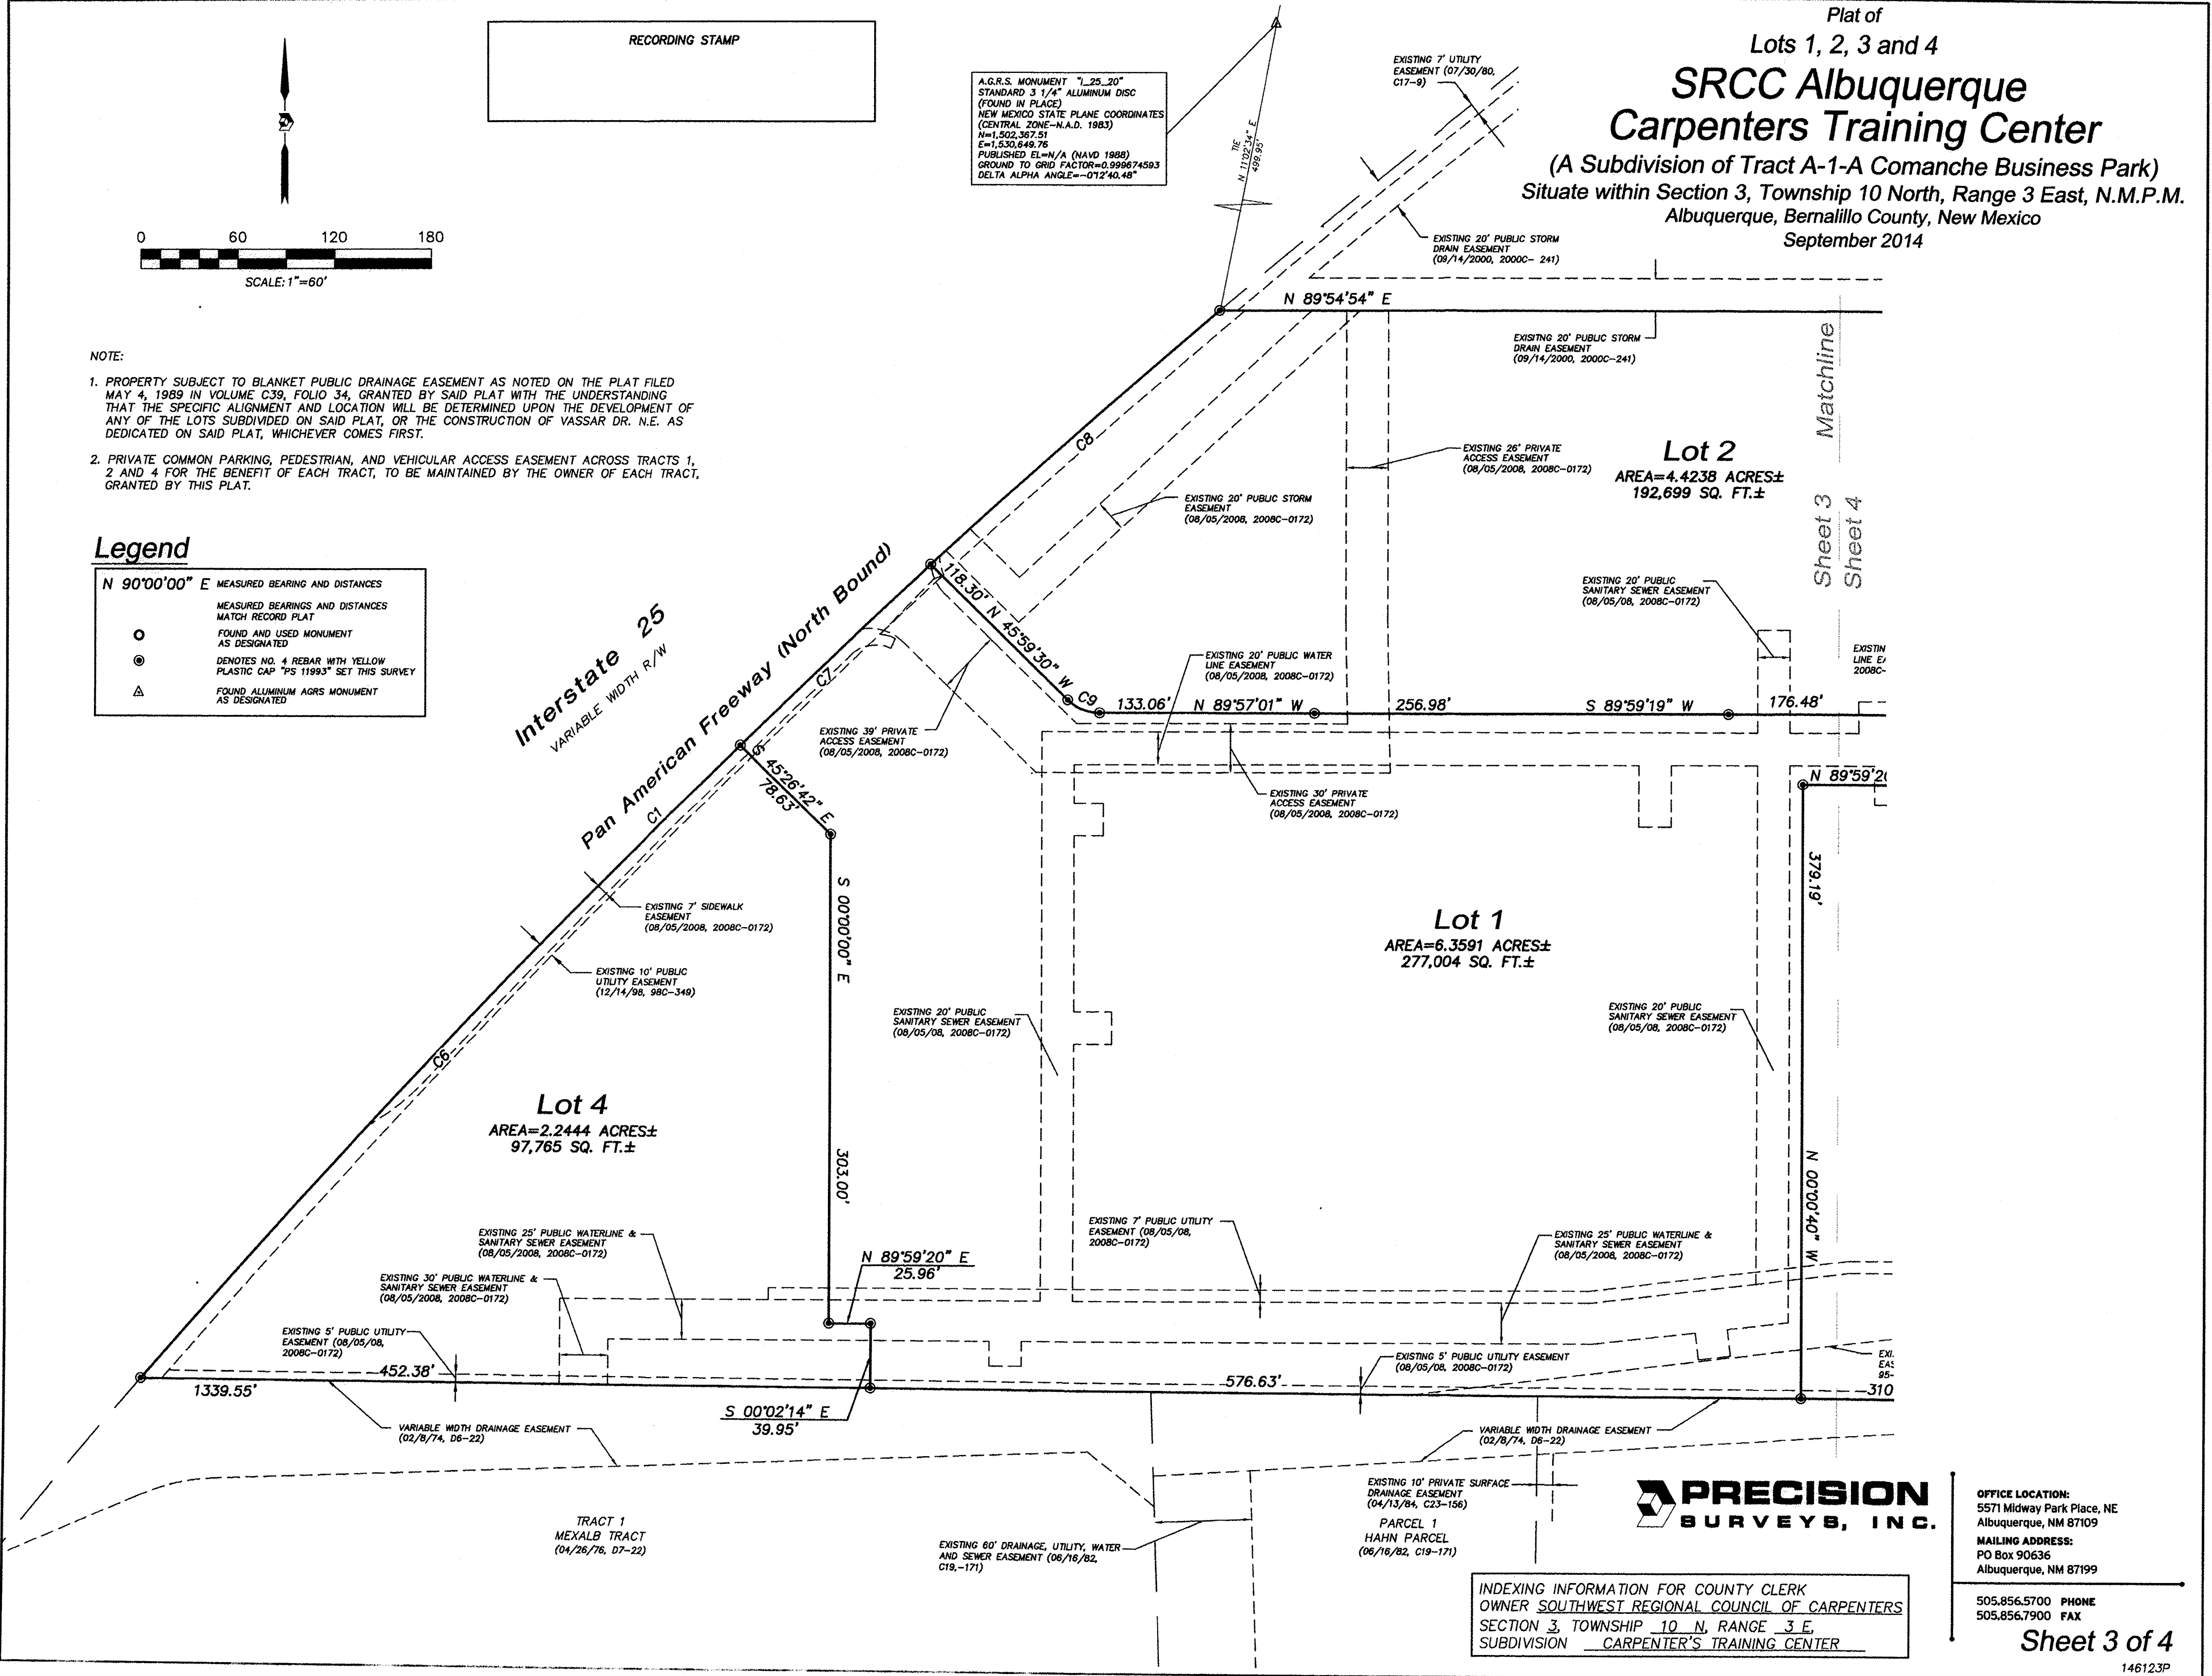 Plat of
Lots 1, 2, 3 and 4
SRCC Albuquerque
Carpenters Training Center
(A Subdivision of Tract A-1-A Comanche Business Park)
Situate within Section 3, Township 10 North, Range 3 East, N.M.P.M.
Albuquerque, Bernalillo County, New Mexico
September 2014
RECORDING STAMP
A.G.R.S. MONUMENT "I_25_20"
STANDARD 3 1/4" ALUMINUM DISC
(FOUND IN PLACE)
NEW MEXICO STATE PLANE COORDINATES
(CENTRAL ZONE-N.A.D. 1983)
N=1,502,367.51
E=1,530,649.76
PUBLISHED EL=N/A (NAVD 1988)
GROUND TO GRID FACTOR=0.999674593
DELTA ALPHA ANGLE=-0°12'40.48"
TIE
N 11°02'34" E
499.95'
EXISTING 7' UTILITY
EASEMENT (07/30/80,
C17-9)
EXISTING 20' PUBLIC STORM
DRAIN EASEMENT
(09/14/2000, 2000C- 241)
0 60 120 180
SCALE: 1"=60'
NOTE:
1. PROPERTY SUBJECT TO BLANKET PUBLIC DRAINAGE EASEMENT AS NOTED ON THE PLAT FILED
MAY 4, 1989 IN VOLUME C39, FOLIO 34, GRANTED BY SAID PLAT WITH THE UNDERSTANDING
THAT THE SPECIFIC ALIGNMENT AND LOCATION WILL BE DETERMINED UPON THE DEVELOPMENT OF
ANY OF THE LOTS SUBDIVIDED ON SAID PLAT, OR THE CONSTRUCTION OF VASSAR DR. N.E. AS
DEDICATED ON SAID PLAT, WHICHEVER COMES FIRST.
2. PRIVATE COMMON PARKING, PEDESTRIAN, AND VEHICULAR ACCESS EASEMENT ACROSS TRACTS 1,
2 AND 4 FOR THE BENEFIT OF EACH TRACT, TO BE MAINTAINED BY THE OWNER OF EACH TRACT,
GRANTED BY THIS PLAT.
Legend
N 90°00'00" E MEASURED BEARING AND DISTANCES
MEASURED BEARINGS AND DISTANCES
MATCH RECORD PLAT
FOUND AND USED MONUMENT
AS DESIGNATED
DENOTES NO. 4 REBAR WITH YELLOW
PLASTIC CAP "PS 11993" SET THIS SURVEY
FOUND ALUMINUM AGRS MONUMENT
AS DESIGNATED
N 89°54'54" E
EXISITNG 20' PUBLIC STORM
DRAIN EASEMENT
(09/14/2000, 2000C-241)
Matchline
Sheet 3
Sheet 4
C8
EXISTING 26' PRIVATE
ACCESS EASEMENT
(08/05/2008, 2008C-0172)
Lot 2
AREA=4.4238 ACRES±
192,699 SQ. FT.±
EXISTING 20' PUBLIC STORM
EASEMENT
(08/05/2008, 2008C-0172)
EXISTING 20' PUBLIC
SANITARY SEWER EASEMENT
(08/05/08, 2008C-0172)
Interstate 25
VARIABLE WIDTH R/W
Pan American Freeway (North Bound)
118.30' N 45°59'30" W
C9
133.06' N 89°57'01" W
256.98' S 89°59'19" W
176.48'
EXISTIN
LINE E/
2008C-
EXISTING 20' PUBLIC WATER
LINE EASEMENT
(08/05/2008, 2008C-0172)
C7
EXISTING 39' PRIVATE
ACCESS EASEMENT
(08/05/2008, 2008C-0172)
S 45°26'42" E
78.63'
C1
EXISTING 30' PRIVATE
ACCESS EASEMENT
(08/05/2008, 2008C-0172)
N 89°59'20
379.19'
N 00°00'40" W
EXISTING 7' SIDEWALK
EASEMENT
(08/05/2008, 2008C-0172)
EXISTING 10' PUBLIC
UTILITY EASEMENT
(12/14/98, 98C-349)
S 00°00'00" E
303.00'
Lot 1
AREA=6.3591 ACRES±
277,004 SQ. FT.±
EXISTING 20' PUBLIC
SANITARY SEWER EASEMENT
(08/05/08, 2008C-0172)
EXISTING 20' PUBLIC
SANITARY SEWER EASEMENT
(08/05/08, 2008C-0172)
C6
Lot 4
AREA=2.2444 ACRES±
97,765 SQ. FT.±
EXISTING 25' PUBLIC WATERLINE &
SANITARY SEWER EASEMENT
(08/05/2008, 2008C-0172)
EXISTING 30' PUBLIC WATERLINE &
SANITARY SEWER EASEMENT
(08/05/2008, 2008C-0172)
EXISTING 5' PUBLIC UTILITY
EASEMENT (08/05/08,
2008C-0172)
N 89°59'20" E
25.96'
EXISTING 7' PUBLIC UTILITY
EASEMENT (08/05/08,
2008C-0172)
EXISTING 25' PUBLIC WATERLINE &
SANITARY SEWER EASEMENT
(08/05/2008, 2008C-0172)
EXISTING 5' PUBLIC UTILITY EASEMENT
(08/05/08, 2008C-0172)
EXI.
EAS
95-
1339.55'
452.38'
576.63'
310
S 00°02'14" E
39.95'
VARIABLE WIDTH DRAINAGE EASEMENT
(02/8/74, D6-22)
VARIABLE WIDTH DRAINAGE EASEMENT
(02/8/74, D6-22)
TRACT 1
MEXALB TRACT
(04/26/76, D7-22)
EXISTING 60' DRAINAGE, UTILITY, WATER
AND SEWER EASEMENT (06/16/82,
C19,-171)
EXISTING 10' PRIVATE SURFACE
DRAINAGE EASEMENT
(04/13/84, C23-156)
PARCEL 1
HAHN PARCEL
(06/16/82, C19-171)
PRECISION
SURVEYS, INC.
OFFICE LOCATION:
5571 Midway Park Place, NE
Albuquerque, NM 87109
MAILING ADDRESS:
PO Box 90636
Albuquerque, NM 87199
505.856.5700 PHONE
505.856.7900 FAX
INDEXING INFORMATION FOR COUNTY CLERK
OWNER SOUTHWEST REGIONAL COUNCIL OF CARPENTERS
SECTION 3, TOWNSHIP 10 N, RANGE 3 E,
SUBDIVISION CARPENTER'S TRAINING CENTER
Sheet 3 of 4
146123P